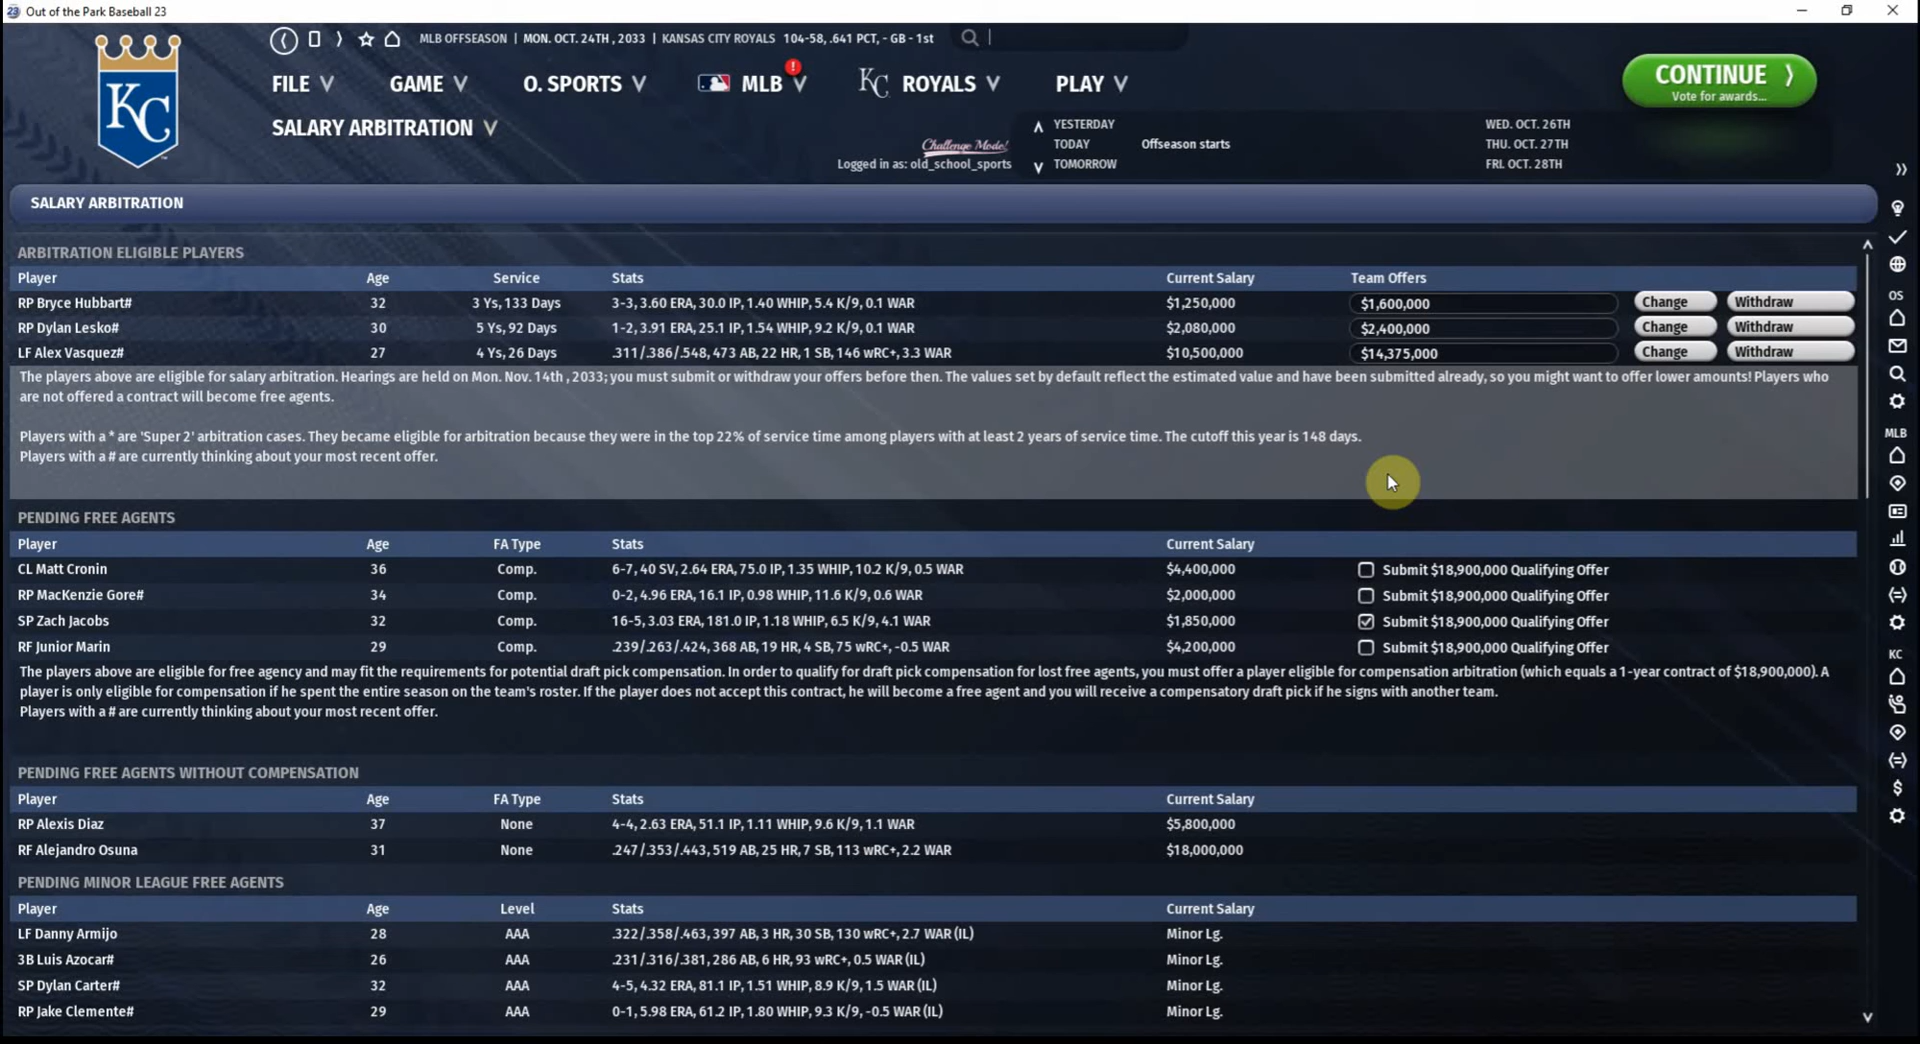 23 Out of the Park Baseball 23
MLB OFFSEASON | MON. OCT. 24TH , 2033 | KANSAS CITY ROYALS 104-58, .641 PCT, - GB - 1st
KC
FILE GAME O. SPORTS MLB ! KC ROYALS PLAY
CONTINUE
Vote for awards...
SALARY ARBITRATION
Challenge Mode!
Logged in as: old_school_sports
YESTERDAY
TODAY Offseason starts
TOMORROW
WED. OCT. 26TH
THU. OCT. 27TH
FRI. OCT. 28TH
SALARY ARBITRATION
ARBITRATION ELIGIBLE PLAYERS
Player Age Service Stats Current Salary Team Offers
RP Bryce Hubbart# 32 3 Ys, 133 Days 3-3, 3.60 ERA, 30.0 IP, 1.40 WHIP, 5.4 K/9, 0.1 WAR $1,250,000 $1,600,000 Change Withdraw
RP Dylan Lesko# 30 5 Ys, 92 Days 1-2, 3.91 ERA, 25.1 IP, 1.54 WHIP, 9.2 K/9, 0.1 WAR $2,080,000 $2,400,000 Change Withdraw
LF Alex Vasquez# 27 4 Ys, 26 Days .311/.386/.548, 473 AB, 22 HR, 1 SB, 146 wRC+, 3.3 WAR $10,500,000 $14,375,000 Change Withdraw
The players above are eligible for salary arbitration. Hearings are held on Mon. Nov. 14th , 2033; you must submit or withdraw your offers before then. The values set by default reflect the estimated value and have been submitted already, so you might want to offer lower amounts! Players who
are not offered a contract will become free agents.
Players with a * are 'Super 2' arbitration cases. They became eligible for arbitration because they were in the top 22% of service time among players with at least 2 years of service time. The cutoff this year is 148 days.
Players with a # are currently thinking about your most recent offer.
PENDING FREE AGENTS
Player Age FA Type Stats Current Salary
CL Matt Cronin 36 Comp. 6-7, 40 SV, 2.64 ERA, 75.0 IP, 1.35 WHIP, 10.2 K/9, 0.5 WAR $4,400,000 Submit $18,900,000 Qualifying Offer
RP MacKenzie Gore# 34 Comp. 0-2, 4.96 ERA, 16.1 IP, 0.98 WHIP, 11.6 K/9, 0.6 WAR $2,000,000 Submit $18,900,000 Qualifying Offer
SP Zach Jacobs 32 Comp. 16-5, 3.03 ERA, 181.0 IP, 1.18 WHIP, 6.5 K/9, 4.1 WAR $1,850,000 Submit $18,900,000 Qualifying Offer
RF Junior Marin 29 Comp. .239/.263/.424, 368 AB, 19 HR, 4 SB, 75 wRC+, -0.5 WAR $4,200,000 Submit $18,900,000 Qualifying Offer
The players above are eligible for free agency and may fit the requirements for potential draft pick compensation. In order to qualify for draft pick compensation for lost free agents, you must offer a player eligible for compensation arbitration (which equals a 1-year contract of $18,900,000). A
player is only eligible for compensation if he spent the entire season on the team's roster. If the player does not accept this contract, he will become a free agent and you will receive a compensatory draft pick if he signs with another team.
Players with a # are currently thinking about your most recent offer.
PENDING FREE AGENTS WITHOUT COMPENSATION
Player Age FA Type Stats Current Salary
RP Alexis Diaz 37 None 4-4, 2.63 ERA, 51.1 IP, 1.11 WHIP, 9.6 K/9, 1.1 WAR $5,800,000
RF Alejandro Osuna 31 None .247/.353/.443, 519 AB, 25 HR, 7 SB, 113 wRC+, 2.2 WAR $18,000,000
PENDING MINOR LEAGUE FREE AGENTS
Player Age Level Stats Current Salary
LF Danny Armijo 28 AAA .322/.358/.463, 397 AB, 3 HR, 30 SB, 130 wRC+, 2.7 WAR (IL) Minor Lg.
3B Luis Azocar# 26 AAA .231/.316/.381, 286 AB, 6 HR, 93 wRC+, 0.5 WAR (IL) Minor Lg.
SP Dylan Carter# 32 AAA 4-5, 4.32 ERA, 81.1 IP, 1.51 WHIP, 8.9 K/9, 1.5 WAR (IL) Minor Lg.
RP Jake Clemente# 29 AAA 0-1, 5.98 ERA, 61.2 IP, 1.80 WHIP, 9.3 K/9, -0.5 WAR (IL) Minor Lg.
OS
MLB
KC
$